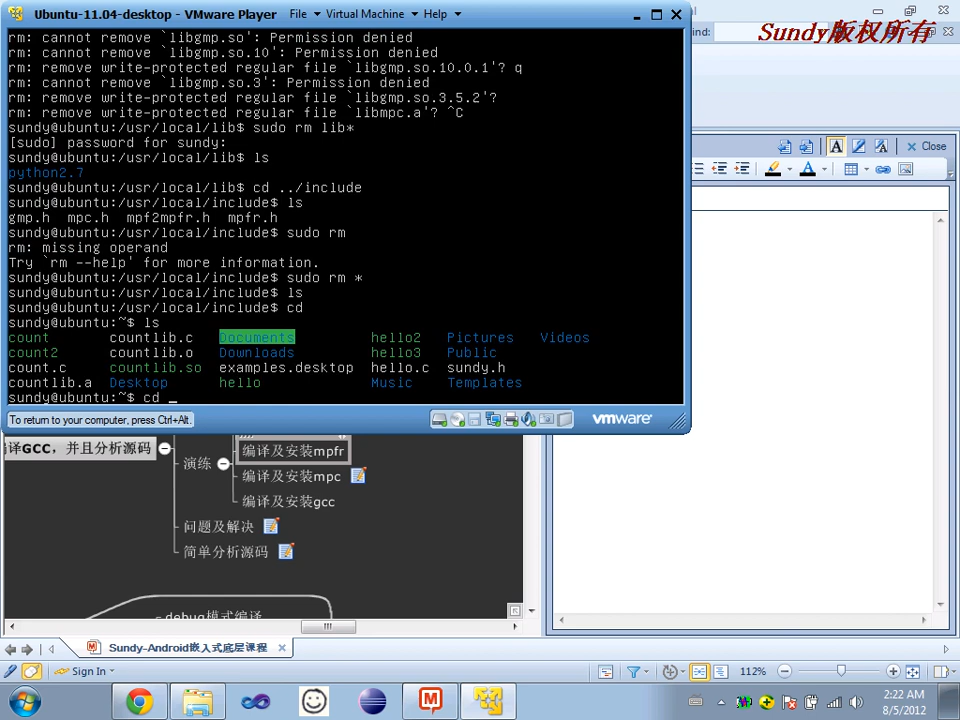 Ubuntu-11.04-desktop - VMware Player File Virtual Machine Help
Sundy版权所有
rm: cannot remove `libgmp.so': Permission denied
rm: cannot remove `libgmp.so.10': Permission denied
rm: remove write-protected regular file `libgmp.so.10.0.1'? q
rm: cannot remove `libgmp.so.3': Permission denied
rm: remove write-protected regular file `libgmp.so.3.5.2'?
rm: remove write-protected regular file `libmpc.a'? ^C
sundy@ubuntu:/usr/local/lib$ sudo rm lib*
[sudo] password for sundy:
sundy@ubuntu:/usr/local/lib$ ls
python2.7
sundy@ubuntu:/usr/local/lib$ cd ../include
sundy@ubuntu:/usr/local/include$ ls
gmp.h mpc.h mpf2mpfr.h mpfr.h
sundy@ubuntu:/usr/local/include$ sudo rm
rm: missing operand
Try `rm --help' for more information.
sundy@ubuntu:/usr/local/include$ sudo rm *
sundy@ubuntu:/usr/local/include$ ls
sundy@ubuntu:/usr/local/include$ cd
sundy@ubuntu:~$ ls
count countlib.c Documents hello2 Pictures Videos
count2 countlib.o Downloads hello3 Public
count.c countlib.so examples.desktop hello.c sundy.h
countlib.a Desktop hello Music Templates
sundy@ubuntu:~$ cd _
To return to your computer, press Ctrl+Alt.
vmware
Close
编译GCC，并且分析源码
演练
编译及安装mpfr
编译及安装mpc
编译及安装gcc
问题及解决
简单分析源码
debug模式编译
Sundy-Android嵌入式底层课程
Sign In
112%
2:22 AM
8/5/2012